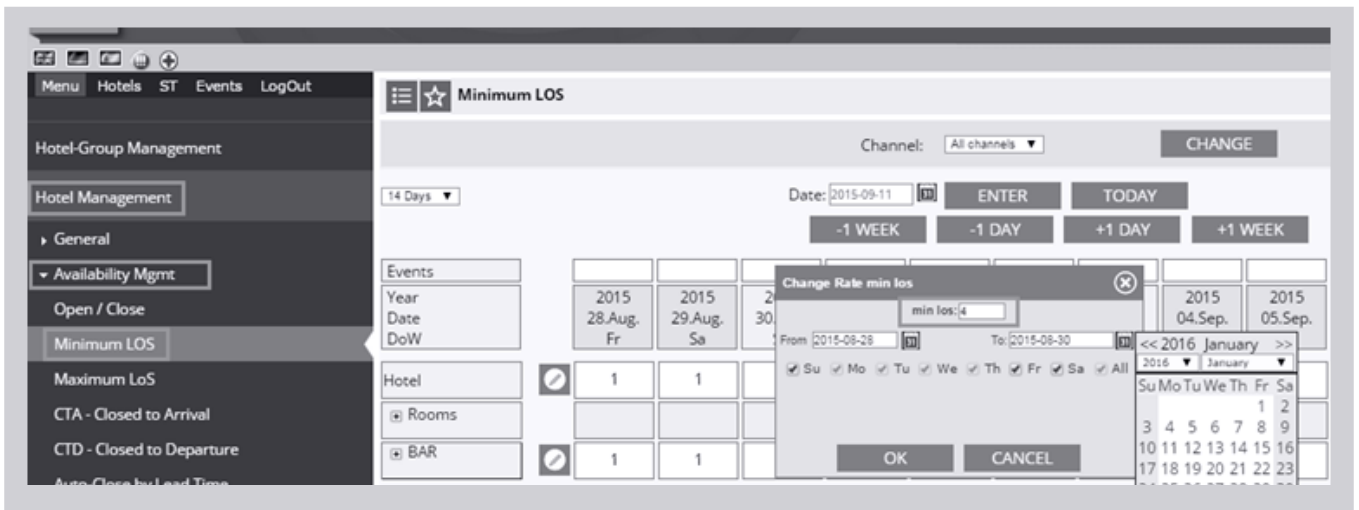 Menu Hotels ST Events LogOut
Minimum LOS
Hotel-Group Management
Channel: All channels CHANGE
Hotel Management
14 Days
Date: 2015-09-11 ENTER TODAY
-1 WEEK -1 DAY +1 DAY +1 WEEK
General
Availability Mgmt
Open / Close
Minimum LOS
Maximum LoS
CTA - Closed to Arrival
CTD - Closed to Departure
Auto-Close by Lead Time
Events
Year 2015 2015 2015 2015
Date 28.Aug. 29.Aug. 30. 04.Sep. 05.Sep.
DoW Fr Sa
Hotel 1 1
Rooms
BAR 1 1
Change Rate min los
min los: 4
From 2015-08-28 To: 2015-08-30
Su Mo Tu We Th Fr Sa All
OK CANCEL
<< 2016 January >>
2016 January
Su Mo Tu We Th Fr Sa
1 2
3 4 5 6 7 8 9
10 11 12 13 14 15 16
17 18 19 20 21 22 23